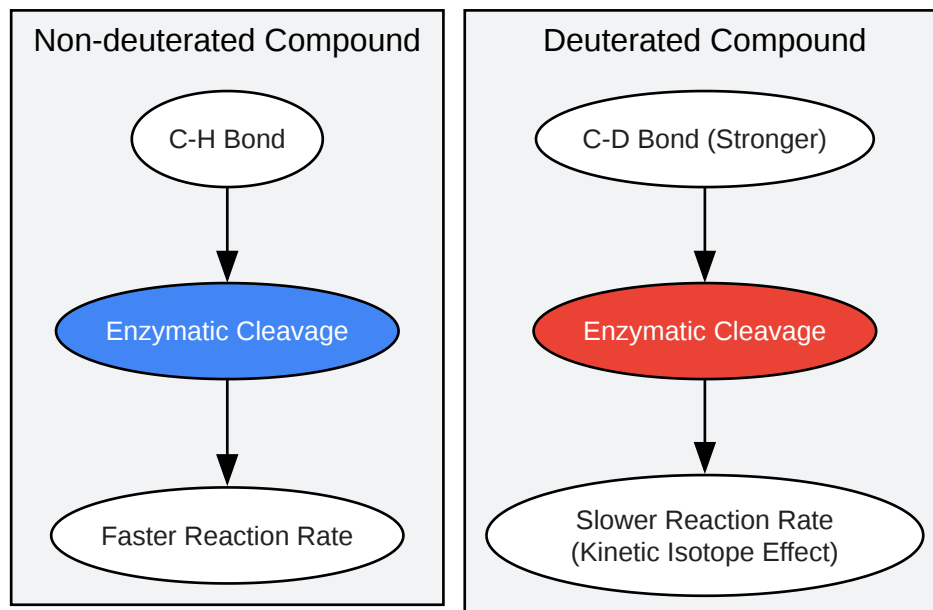 Non-deuterated Compound
C-H Bond
Enzymatic Cleavage
Faster Reaction Rate
Deuterated Compound
C-D Bond (Stronger)
Enzymatic Cleavage
Slower Reaction Rate
(Kinetic Isotope Effect)